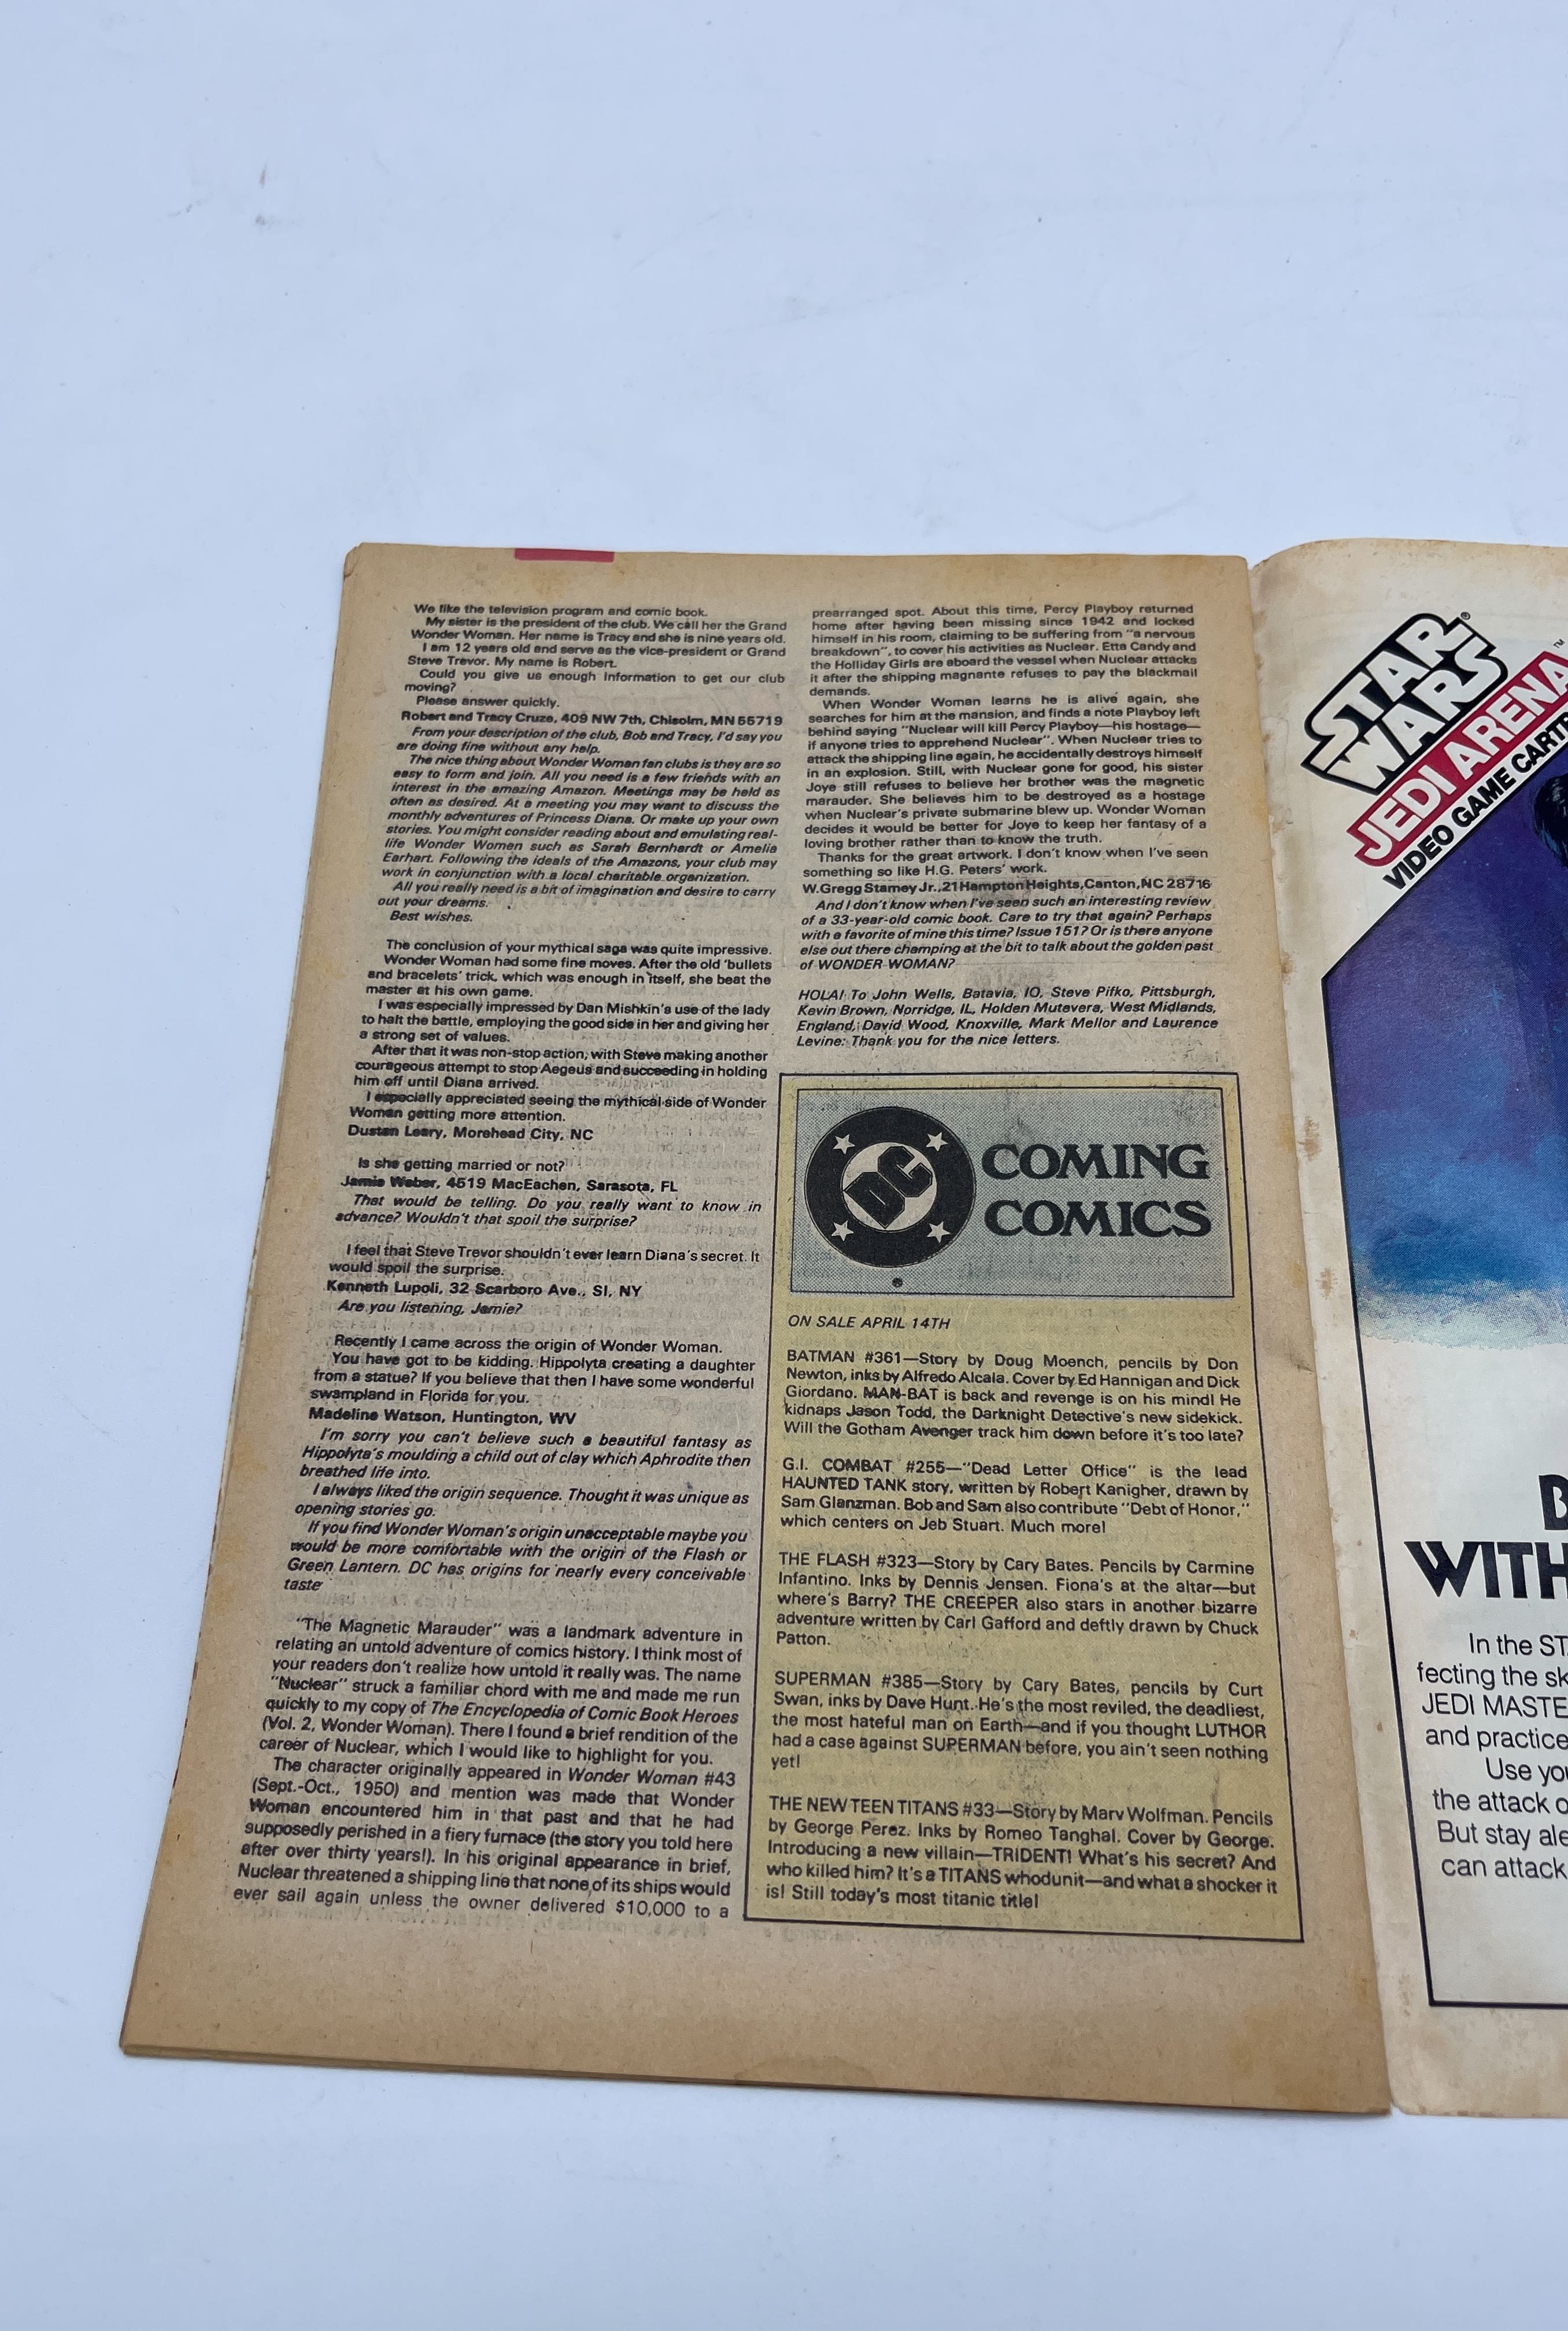 We like the television program and comic book.
My sister is the president of the club. We call her the Grand
Wonder Woman. Her name is Tracy and she is nine years old.
I am 12 years old and serve as the vice-president or Grand
Steve Trevor. My name is Robert.
Could you give us enough information to get our club
moving?
Please answer quickly.
Robert and Tracy Cruze, 409 NW 7th, Chisolm, MN 55719
From your description of the club, Bob and Tracy, I'd say you
are doing fine without any help.
The nice thing about Wonder Woman fan clubs is they are so
easy to form and join. All you need is a few friends with an
interest in the amazing Amazon. Meetings may be held as
often as desired. At a meeting you may want to discuss the
monthly adventures of Princess Diana. Or make up your own
stories. You might consider reading about and emulating real-
life Wonder Women such as Sarah Bernhardt or Amelia
Earhart. Following the ideals of the Amazons, your club may
work in conjunction with a local charitable organization.
All you really need is a bit of imagination and desire to carry
out your dreams.
Best wishes.
The conclusion of your mythical saga was quite impressive.
Wonder Woman had some fine moves. After the old 'bullets
and bracelets' trick, which was enough in itself, she beat the
master at his own game.
I was especially impressed by Dan Mishkin's use of the lady
to halt the battle, employing the good side in her and giving her
a strong set of values.
After that it was non-stop action, with Steve making another
courageous attempt to stop Aegeus and succeeding in holding
him off until Diana arrived.
I especially appreciated seeing the mythical side of Wonder
Woman getting more attention.
Dustan Leary, Morehead City, NC
Is she getting married or not?
Jamie Weber, 4519 MacEachen, Sarasota, FL
That would be telling. Do you really want to know in
advance? Wouldn't that spoil the surprise?
I feel that Steve Trevor shouldn't ever learn Diana's secret. It
would spoil the surprise.
Kenneth Lupoli, 32 Scarboro Ave., SI, NY
Are you listening, Jamie?
Recently I came across the origin of Wonder Woman.
You have got to be kidding. Hippolyta creating a daughter
from a statue? If you believe that then I have some wonderful
swampland in Florida for you.
Madeline Watson, Huntington, WV
I'm sorry you can't believe such a beautiful fantasy as
Hippolyta's moulding a child out of clay which Aphrodite then
breathed life into.
I always liked the origin sequence. Thought it was unique as
opening stories go.
If you find Wonder Woman's origin unacceptable maybe you
would be more comfortable with the origin of the Flash or
Green Lantern. DC has origins for nearly every conceivable
taste
"The Magnetic Marauder" was a landmark adventure in
relating an untold adventure of comics history. I think most of
your readers don't realize how untold it really was. The name
"Nuclear" struck a familiar chord with me and made me run
quickly to my copy of The Encyclopedia of Comic Book Heroes
(Vol. 2, Wonder Woman). There I found a brief rendition of the
career of Nuclear, which I would like to highlight for you.
The character originally appeared in Wonder Woman #43
(Sept.-Oct., 1950) and mention was made that Wonder
Woman encountered him in that past and that he had
supposedly perished in a fiery furnace (the story you told here
after over thirty years!). In his original appearance in brief,
Nuclear threatened a shipping line that none of its ships would
ever sail again unless the owner delivered $10,000 to a
prearranged spot. About this time, Percy Playboy returned
home after having been missing since 1942 and locked
himself in his room, claiming to be suffering from "a nervous
breakdown", to cover his activities as Nuclear. Etta Candy and
the Holliday Girls are aboard the vessel when Nuclear attacks
it after the shipping magnante refuses to pay the blackmail
demands.
When Wonder Woman learns he is alive again, she
searches for him at the mansion, and finds a note Playboy left
behind saying "Nuclear will kill Percy Playboy—his hostage—
if anyone tries to apprehend Nuclear". When Nuclear tries to
attack the shipping line again, he accidentally destroys himself
in an explosion. Still, with Nuclear gone for good, his sister
Joye still refuses to believe her brother was the magnetic
marauder. She believes him to be destroyed as a hostage
when Nuclear's private submarine blew up. Wonder Woman
decides it would be better for Joye to keep her fantasy of a
loving brother rather than to know the truth.
Thanks for the great artwork. I don't know when I've seen
something so like H.G. Peters' work.
W.Gregg Stamey Jr.,21 Hampton Heights,Canton,NC 28716
And I don't know when I've seen such an interesting review
of a 33-year-old comic book. Care to try that again? Perhaps
with a favorite of mine this time? Issue 151? Or is there anyone
else out there champing at the bit to talk about the golden past
of WONDER WOMAN?
HOLA! To John Wells, Batavia, IO, Steve Pifko, Pittsburgh,
Kevin Brown, Norridge, IL, Holden Mutavera, West Midlands,
England, David Wood, Knoxville, Mark Mellor and Laurence
Levine: Thank you for the nice letters.
DC
COMING
COMICS
ON SALE APRIL 14TH
BATMAN #361—Story by Doug Moench, pencils by Don
Newton, inks by Alfredo Alcala. Cover by Ed Hannigan and Dick
Giordano. MAN-BAT is back and revenge is on his mind! He
kidnaps Jason Todd, the Darknight Detective's new sidekick.
Will the Gotham Avenger track him down before it's too late?
G.I. COMBAT #255—"Dead Letter Office" is the lead
HAUNTED TANK story, written by Robert Kanigher, drawn by
Sam Glanzman. Bob and Sam also contribute "Debt of Honor,"
which centers on Jeb Stuart. Much more!
THE FLASH #323—Story by Cary Bates. Pencils by Carmine
Infantino. Inks by Dennis Jensen. Fiona's at the altar—but
where's Barry? THE CREEPER also stars in another bizarre
adventure written by Carl Gafford and deftly drawn by Chuck
Patton.
SUPERMAN #385—Story by Cary Bates, pencils by Curt
Swan, inks by Dave Hunt. He's the most reviled, the deadliest,
the most hateful man on Earth—and if you thought LUTHOR
had a case against SUPERMAN before, you ain't seen nothing
yet!
THE NEW TEEN TITANS #33—Story by Marv Wolfman. Pencils
by George Perez. Inks by Romeo Tanghal. Cover by George.
Introducing a new villain—TRIDENT! What's his secret? And
who killed him? It's a TITANS whodunit—and what a shocker it
is! Still today's most titanic title!
STAR
WARS®
JEDI ARENA™
VIDEO GAME CARTR
B
WITH
In the ST
fecting the sk
JEDI MASTE
and practice
Use you
the attack o
But stay ale
can attack